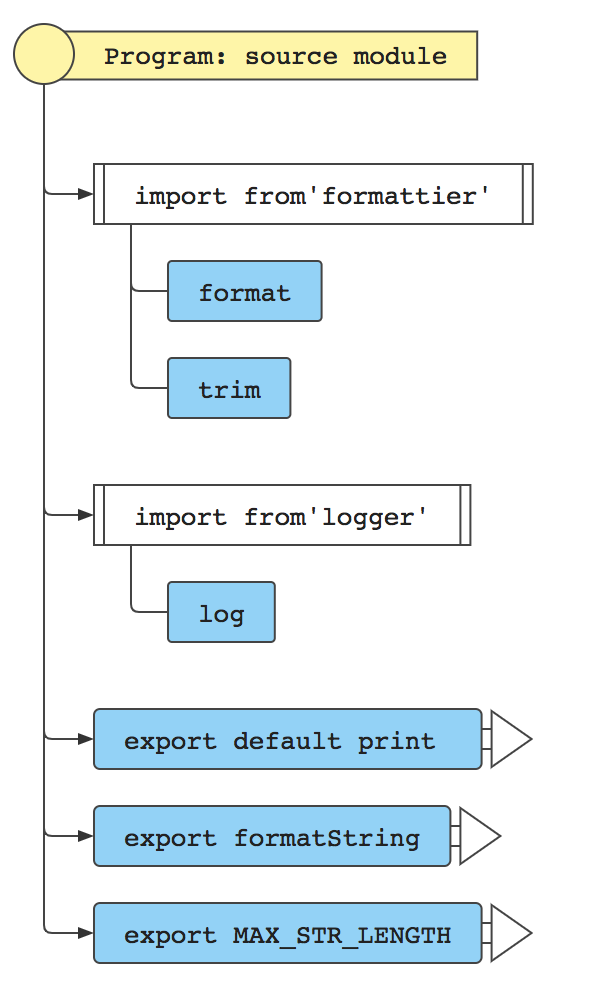 Program: source module
import from'formattier'
format
trim
import from'logger'
log
export default print
export formatString
export MAX_STR_LENGTH